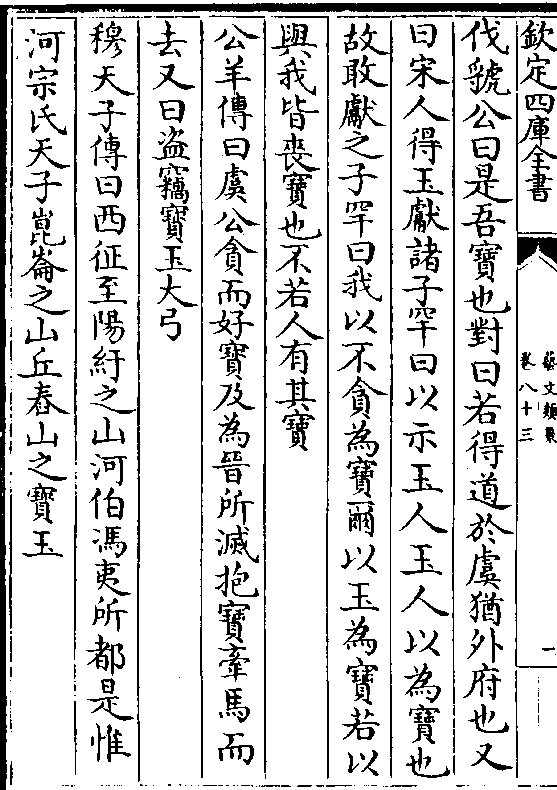 欽定四庫全書
藝文類聚
卷八十三
一
伐虢公曰是吾寶也對曰若得道於虞猶外府也又
曰宋人得玉獻諸子罕曰以示玉人玉人以為寶也
故敢獻之子罕曰我以不貪為寶爾以玉為寶若以
與我皆喪寶也不若人有其寶
公羊傳曰虞公貪而好寶及為晉所滅抱寶牽馬而
去又曰盜竊寶玉大弓
穆天子傳曰西征至陽紆之山河伯馮夷所都是惟
河宗氏天子崑崙之山丘舂山之寶玉